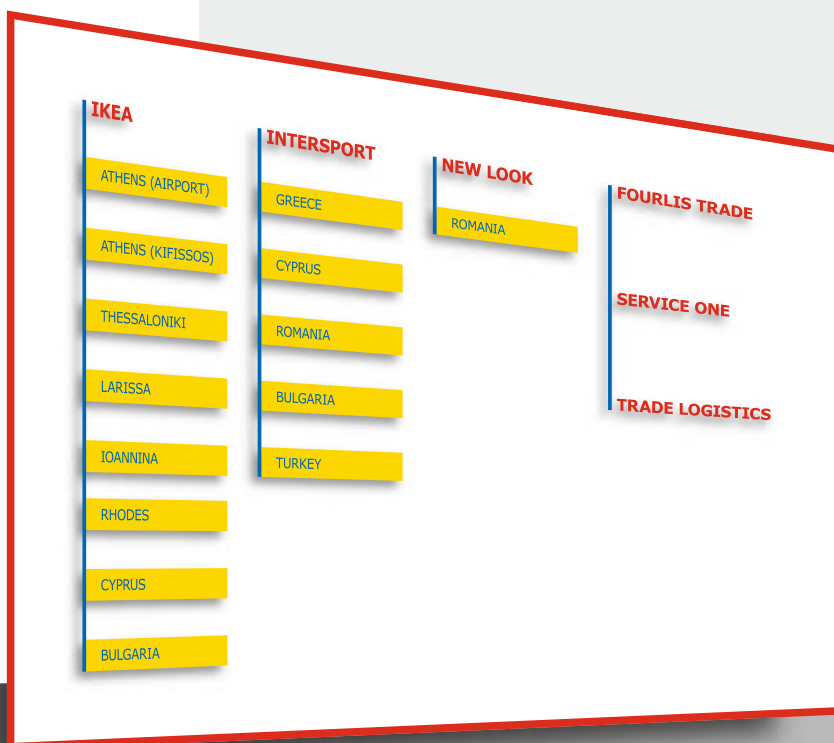 IKEA
ATHENS (AIRPORT)
ATHENS (KIFISSOS)
THESSALONIKI
LARISSA
IOANNINA
RHODES
CYPRUS
BULGARIA
INTERSPORT
GREECE
CYPRUS
ROMANIA
BULGARIA
TURKEY
NEW LOOK
ROMANIA
FOURLIS TRADE
SERVICE ONE
TRADE LOGISTICS